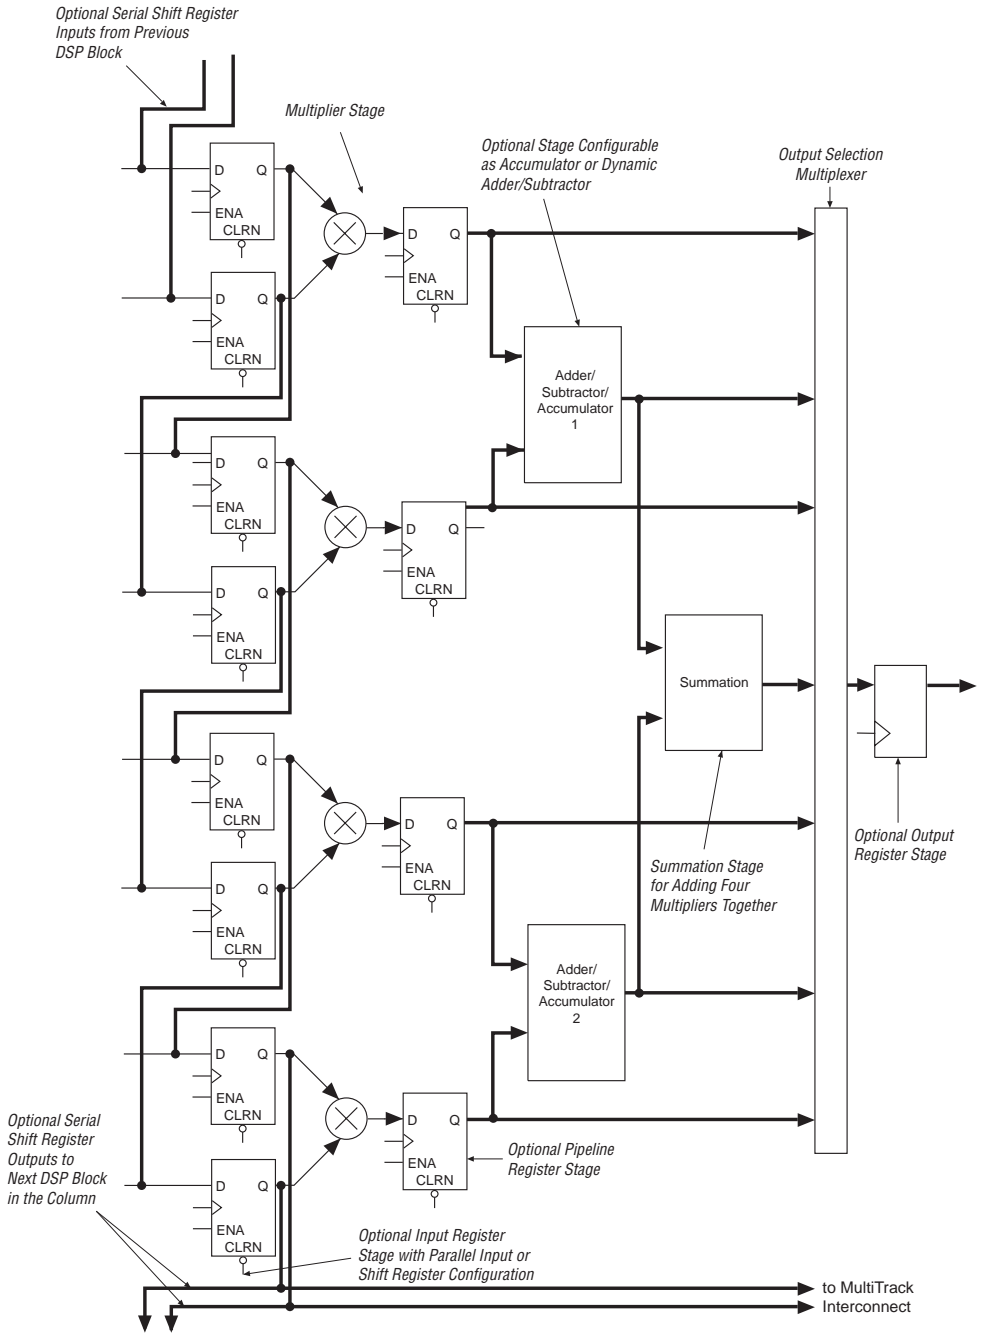 Optional Serial Shift Register
Inputs from Previous
DSP Block
Multiplier Stage
Optional Stage Configurable
as Accumulator or Dynamic
Adder/Subtractor
Output Selection
Multiplexer
D Q
ENA
CLRN
D Q
ENA
CLRN
D Q
ENA
CLRN
Adder/
Subtractor/
Accumulator
1
D Q
ENA
CLRN
D Q
ENA
CLRN
D Q
ENA
CLRN
Summation
D Q
ENA
CLRN
D Q
ENA
CLRN
D Q
ENA
CLRN
Summation Stage
for Adding Four
Multipliers Together
Optional Output
Register Stage
Adder/
Subtractor/
Accumulator
2
D Q
ENA
CLRN
D Q
ENA
CLRN
D Q
ENA
CLRN
Optional Pipeline
Register Stage
Optional Serial
Shift Register
Outputs to
Next DSP Block
in the Column
Optional Input Register
Stage with Parallel Input or
Shift Register Configuration
to MultiTrack
Interconnect